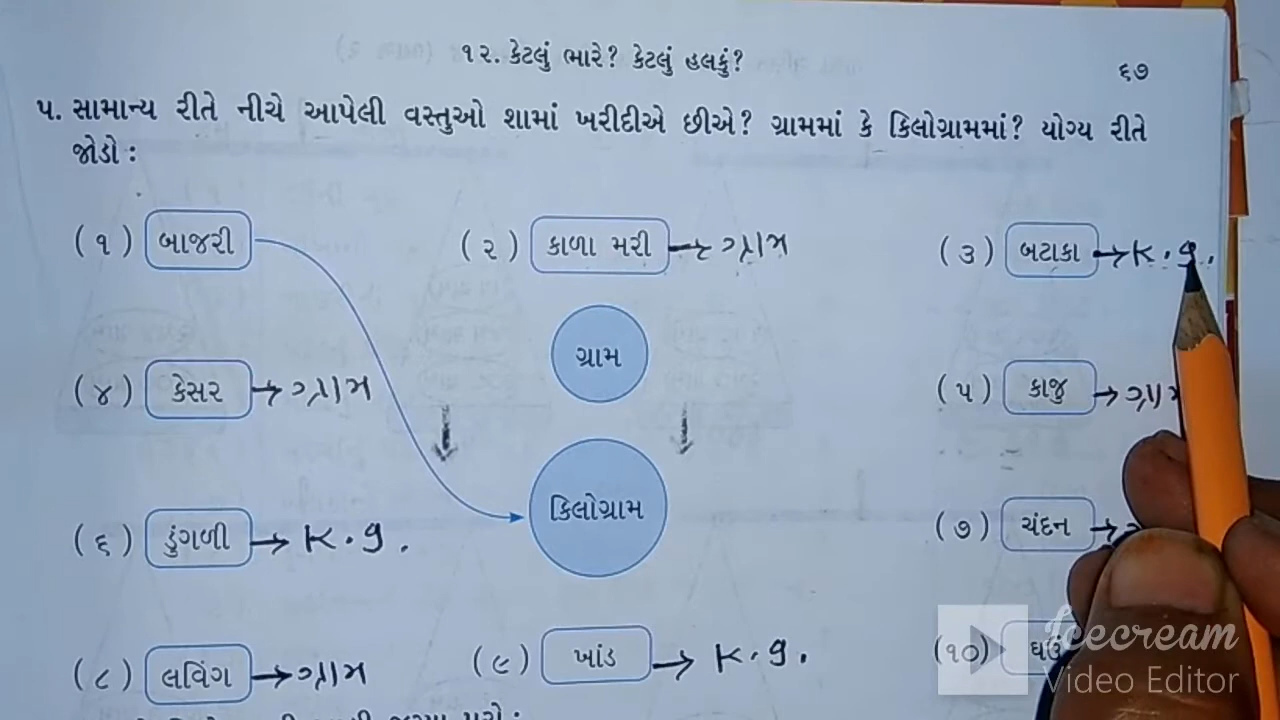 ૧૨. કેટલું ભારે? કેટલું હલકું?
૬૭
૫. સામાન્ય રીતે નીચે આપેલી વસ્તુઓ શામાં ખરીદીએ છીએ? ગ્રામમાં કે કિલોગ્રામમાં? યોગ્ય રીતે
જોડો :
(૧) બાજરી
(૨) કાળા મરી → ગ્રામ
(૩) બટાકા → K.g.
ગ્રામ
(૪) કેસર → ગ્રામ
(૫) કાજુ → ગ્રામ
કિલોગ્રામ
(૬) ડુંગળી → K.g.
(૭) ચંદન →
(૮) લવિંગ → ગ્રામ
(૯) ખાંડ → K.g.
(૧૦) ઘઉં
Icecream
Video Editor